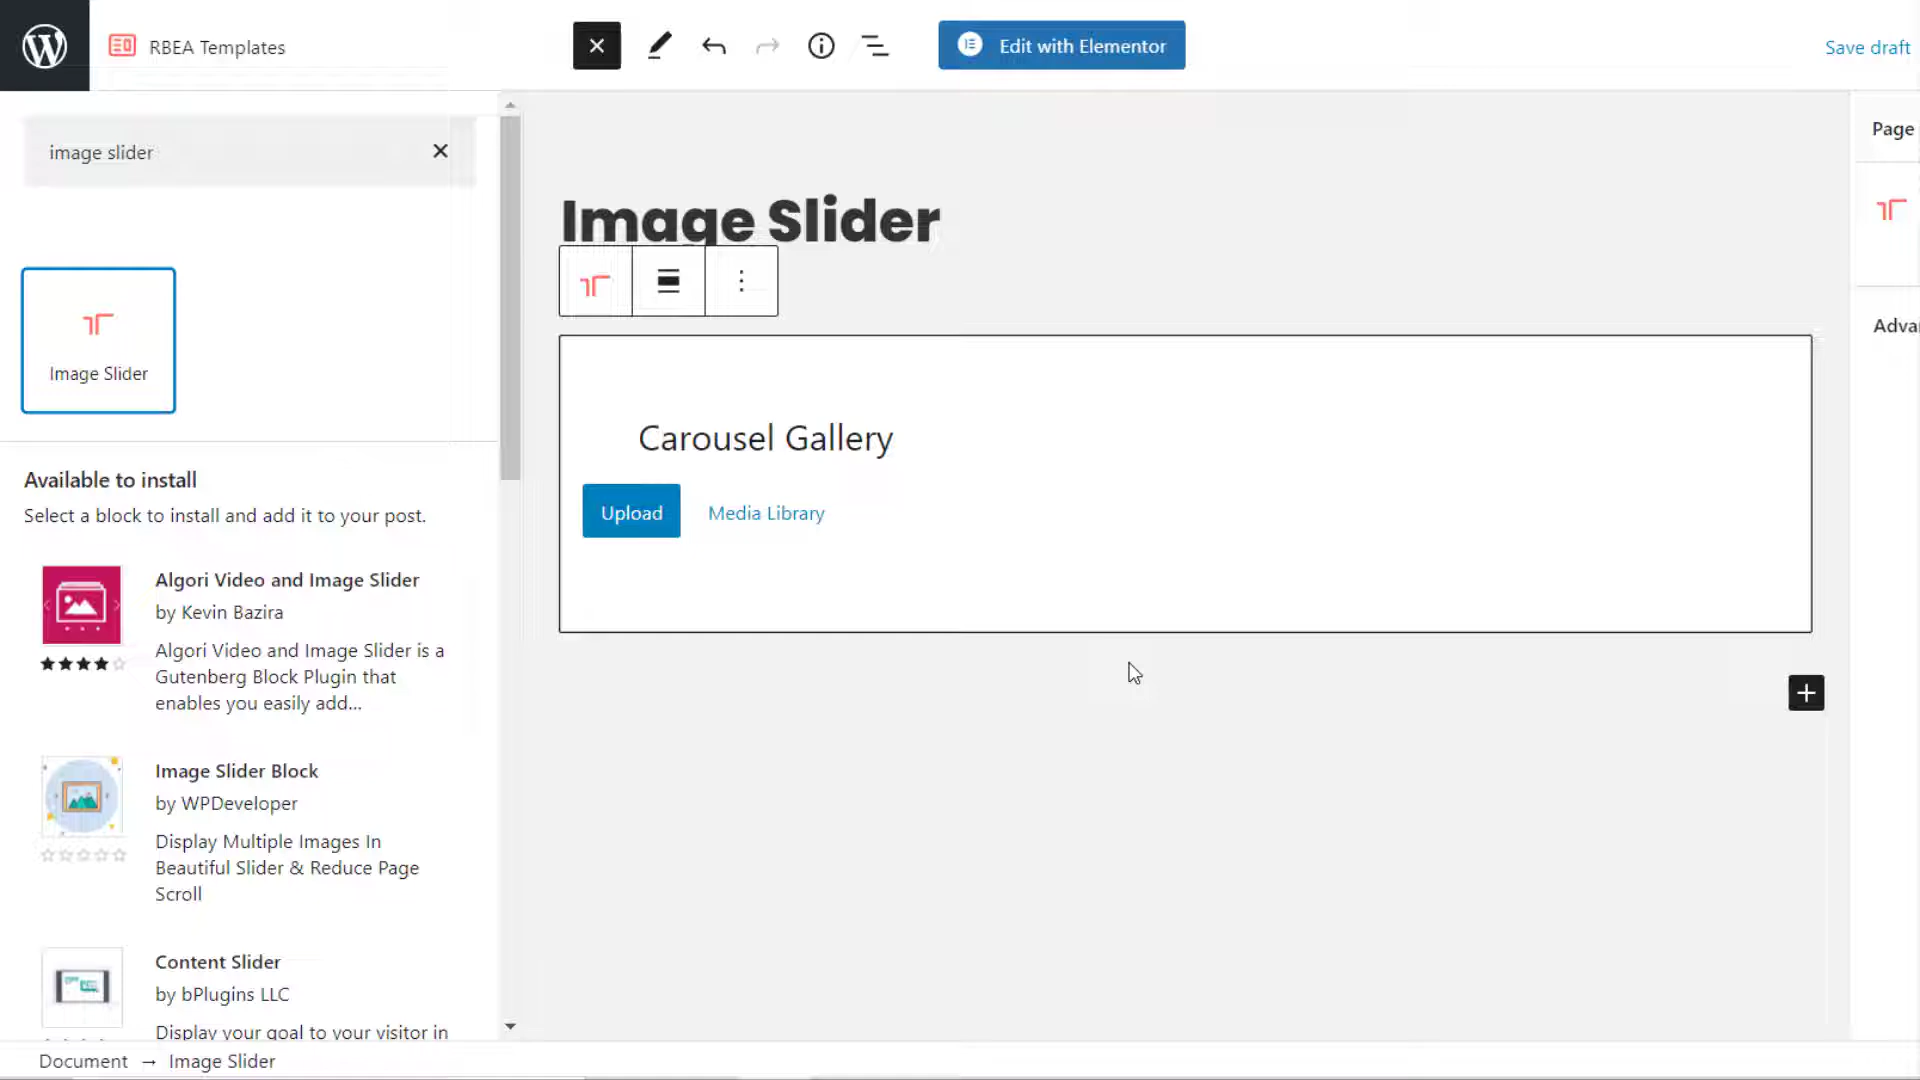 RBEA Templates
Edit with Elementor
Save draft
image slider
Image Slider
Available to install
Select a block to install and add it to your post.
Algori Video and Image Slider
by Kevin Bazira
Algori Video and Image Slider is a
Gutenberg Block Plugin that
enables you easily add...
Image Slider Block
by WPDeveloper
Display Multiple Images In
Beautiful Slider & Reduce Page
Scroll
Content Slider
by bPlugins LLC
Display your goal to your visitor in
Image Slider
Carousel Gallery
Upload Media Library
Page
Adva
Document → Image Slider